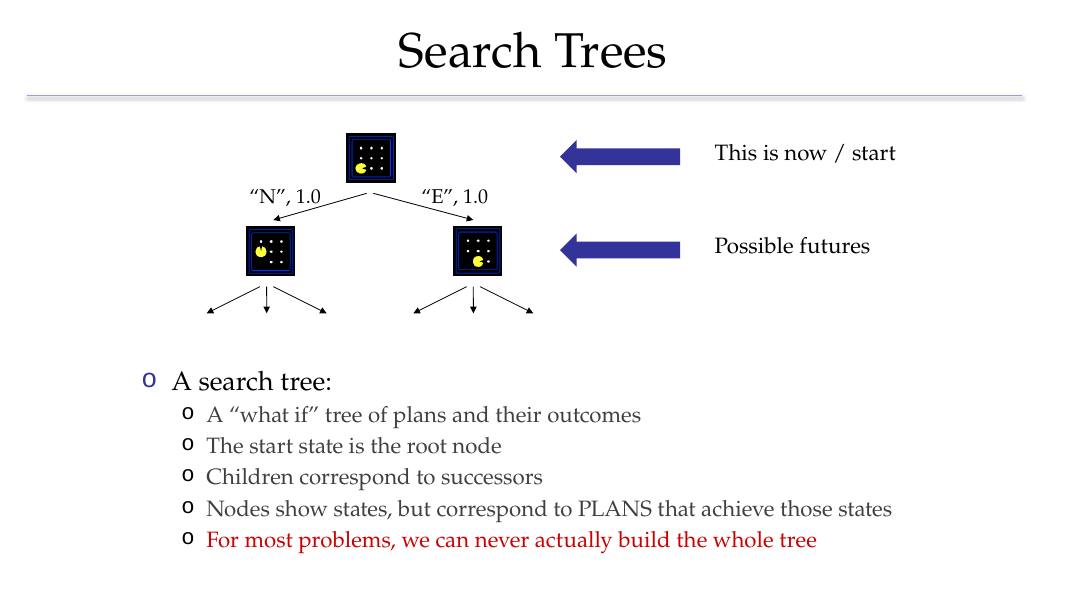 Search Trees
This is now / start
“N”, 1.0
“E”, 1.0
Possible futures
o A search tree:
o A “what if” tree of plans and their outcomes
o The start state is the root node
o Children correspond to successors
o Nodes show states, but correspond to PLANS that achieve those states
o For most problems, we can never actually build the whole tree